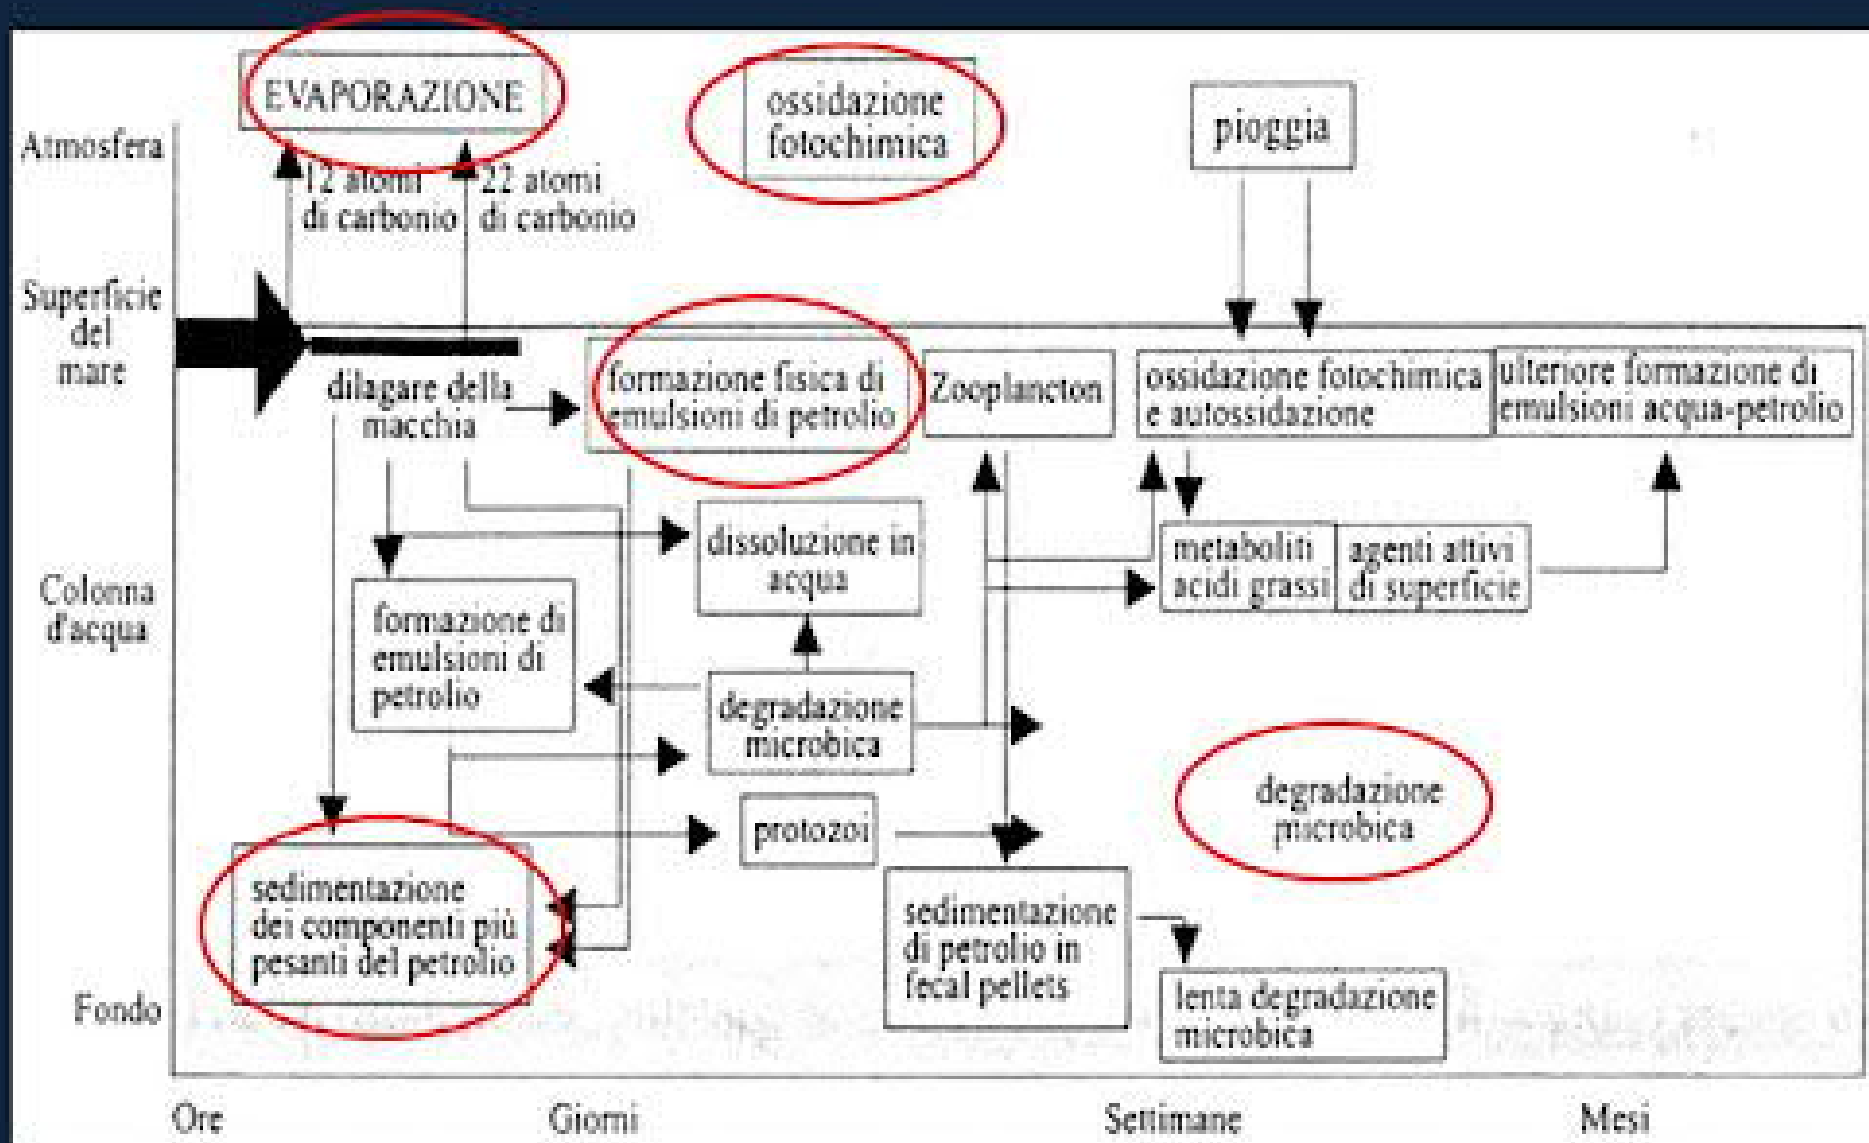 EVAPORAZIONE
ossidazione
fotochimica
pioggia
Atmosfera
12 atomi
di carbonio
22 atomi
di carbonio
Superficie
del
mare
dilagare della
macchia
formazione fisica di
emulsioni di petrolio
Zooplancton
ossidazione fotochimica
e autossidazione
ulteriore formazione di
emulsioni acqua-petrolio
Colonna
d'acqua
dissoluzione in
acqua
metaboliti
acidi grassi
agenti attivi
di superficie
formazione di
emulsioni di
petrolio
degradazione
microbica
degradazione
microbica
protozoi
sedimentazione
dei componenti più
pesanti del petrolio
sedimentazione
di petrolio in
fecal pellets
lenta degradazione
microbica
Fondo
Ore
Giorni
Settimane
Mesi